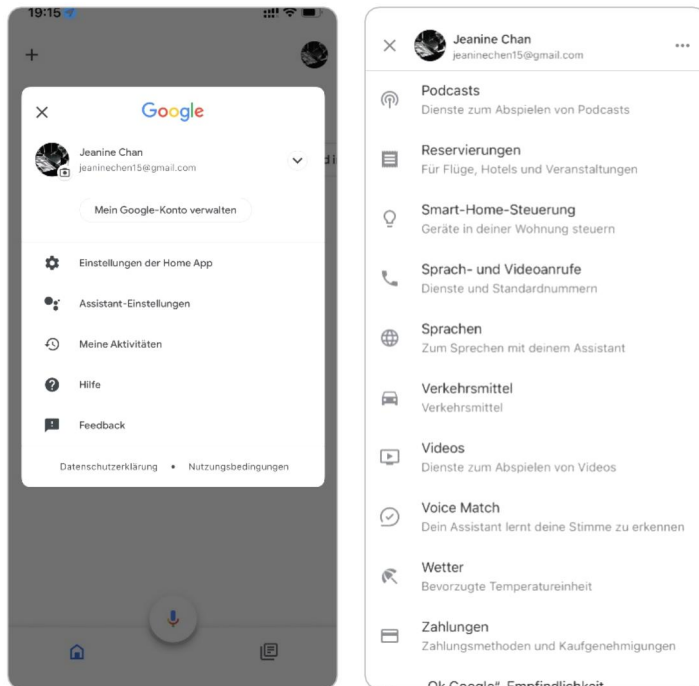 19:15
Google
Jeanine Chan
jeaninechen15@gmail.com
Mein Google-Konto verwalten
Einstellungen der Home App
Assistant-Einstellungen
Meine Aktivitäten
Hilfe
Feedback
Datenschutzerklärung • Nutzungsbedingungen
Jeanine Chan
jeaninechen15@gmail.com
Podcasts
Dienste zum Abspielen von Podcasts
Reservierungen
Für Flüge, Hotels und Veranstaltungen
Smart-Home-Steuerung
Geräte in deiner Wohnung steuern
Sprach- und Videoanrufe
Dienste und Standardnummern
Sprachen
Zum Sprechen mit deinem Assistant
Verkehrsmittel
Verkehrsmittel
Videos
Dienste zum Abspielen von Videos
Voice Match
Dein Assistant lernt deine Stimme zu erkennen
Wetter
Bevorzugte Temperatureinheit
Zahlungen
Zahlungsmethoden und Kaufgenehmigungen
„Ok Google“-Empfindlichkeit